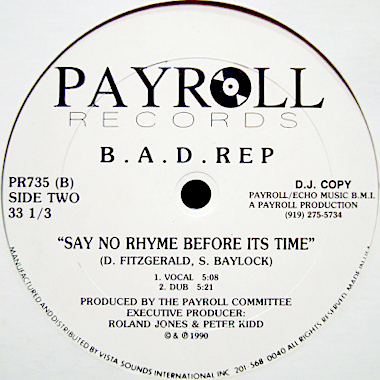 PAYROLL
RECORDS
B.A.D.REP
PR735 (B)
SIDE TWO
33 1/3
D.J. COPY
PAYROLL/ECHO MUSIC B.M.I.
A PAYROLL PRODUCTION
(919) 275-5734
"SAY NO RHYME BEFORE ITS TIME"
(D. FITZGERALD, S. BAYLOCK)
1. VOCAL 5:08
2. DUB 5:21
PRODUCED BY THE PAYROLL COMMITTEE
EXECUTIVE PRODUCER:
ROLAND JONES & PETER KIDD
© & ℗ 1990
MANUFACTURED AND DISTRIBUTED BY VISTA SOUNDS INTERNATIONAL INC. 201 568 0040 ALL RIGHTS RESERVED. MADE IN U.S.A.